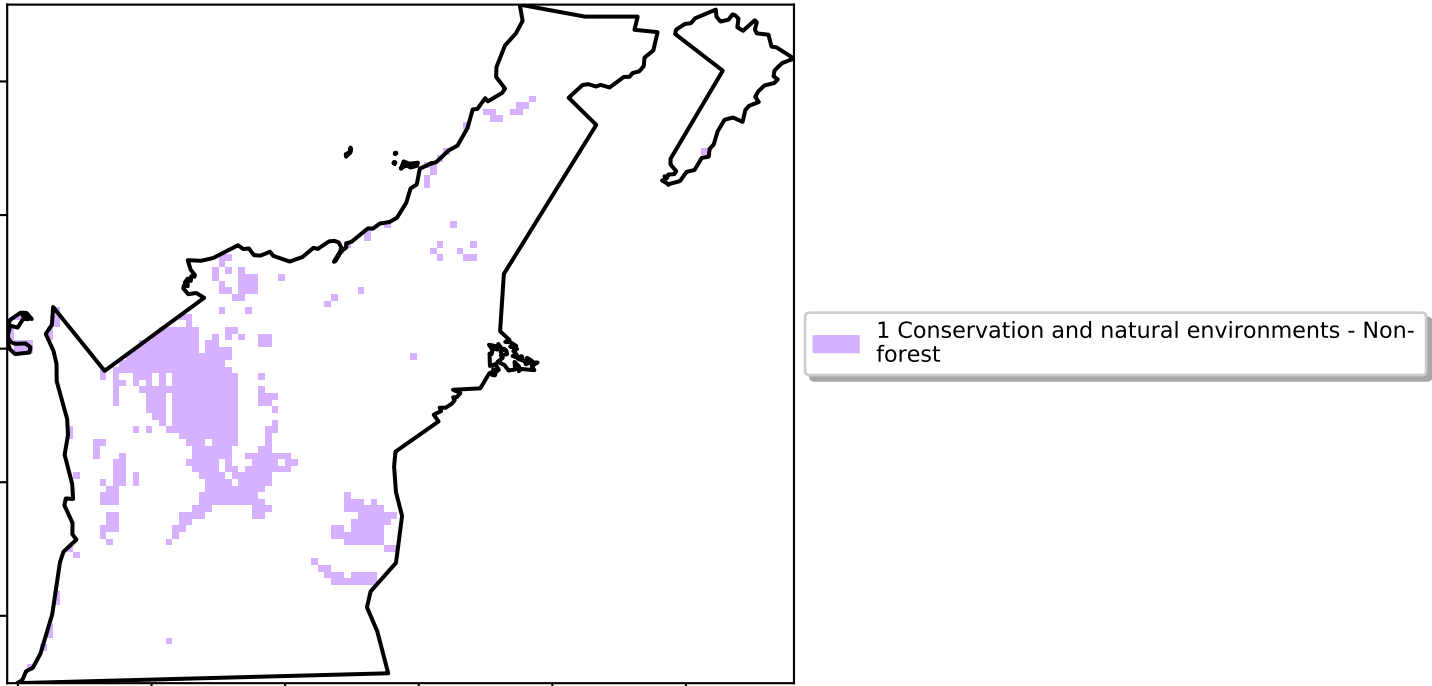 1 Conservation and natural environments - Non-
forest